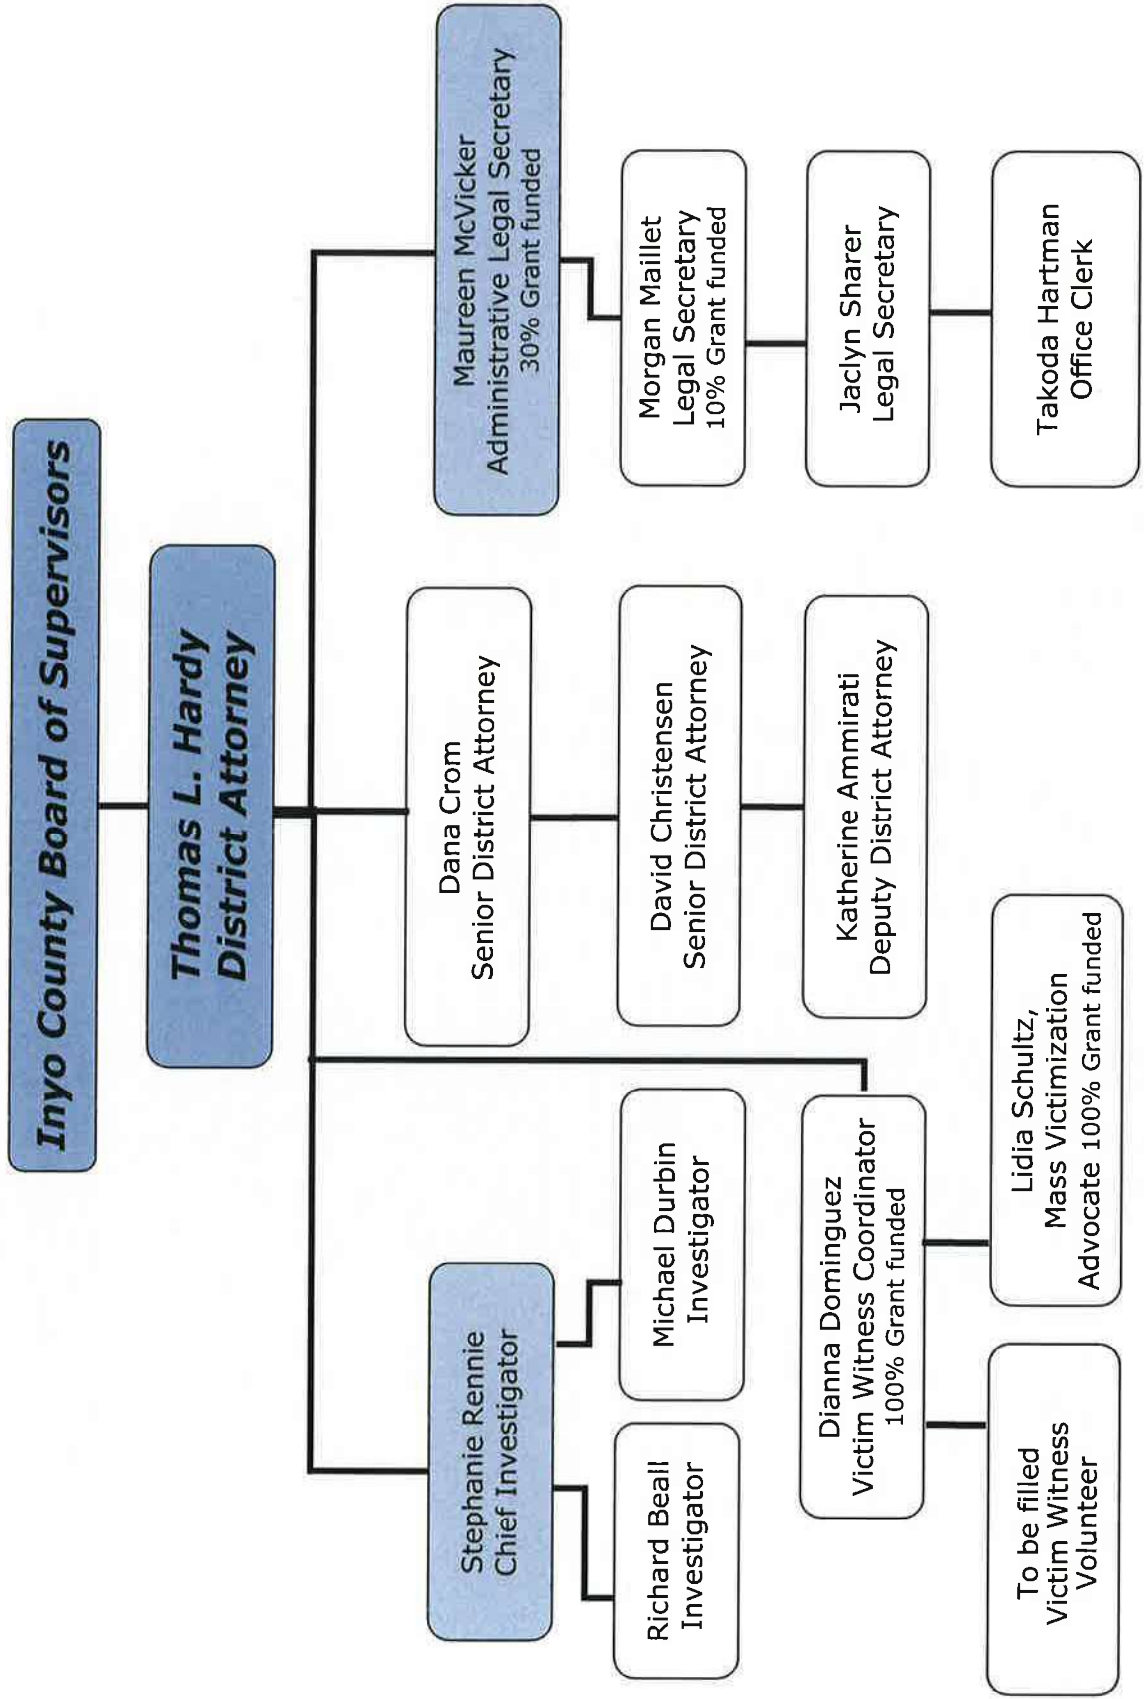 Inyo County Board of Supervisors
Thomas L. Hardy
District Attorney
Stephanie Rennie
Chief Investigator
Richard Beall
Investigator
Michael Durbin
Investigator
Dianna Dominguez
Victim Witness Coordinator
100% Grant funded
To be filled
Victim Witness
Volunteer
Lidia Schultz,
Mass Victimization
Advocate 100% Grant funded
Dana Crom
Senior District Attorney
David Christensen
Senior District Attorney
Katherine Ammirati
Deputy District Attorney
Maureen McVicker
Administrative Legal Secretary
30% Grant funded
Morgan Maillet
Legal Secretary
10% Grant funded
Jaclyn Sharer
Legal Secretary
Takoda Hartman
Office Clerk